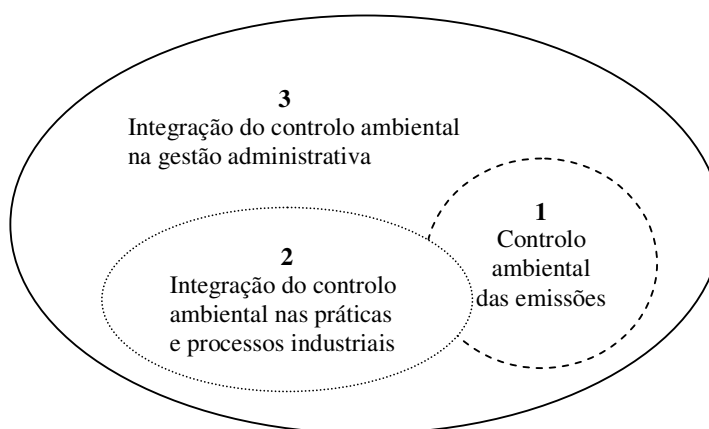 3
Integração do controlo ambiental
na gestão administrativa
1
Controlo
ambiental
das emissões
2
Integração do controlo
ambiental nas práticas
e processos industriais